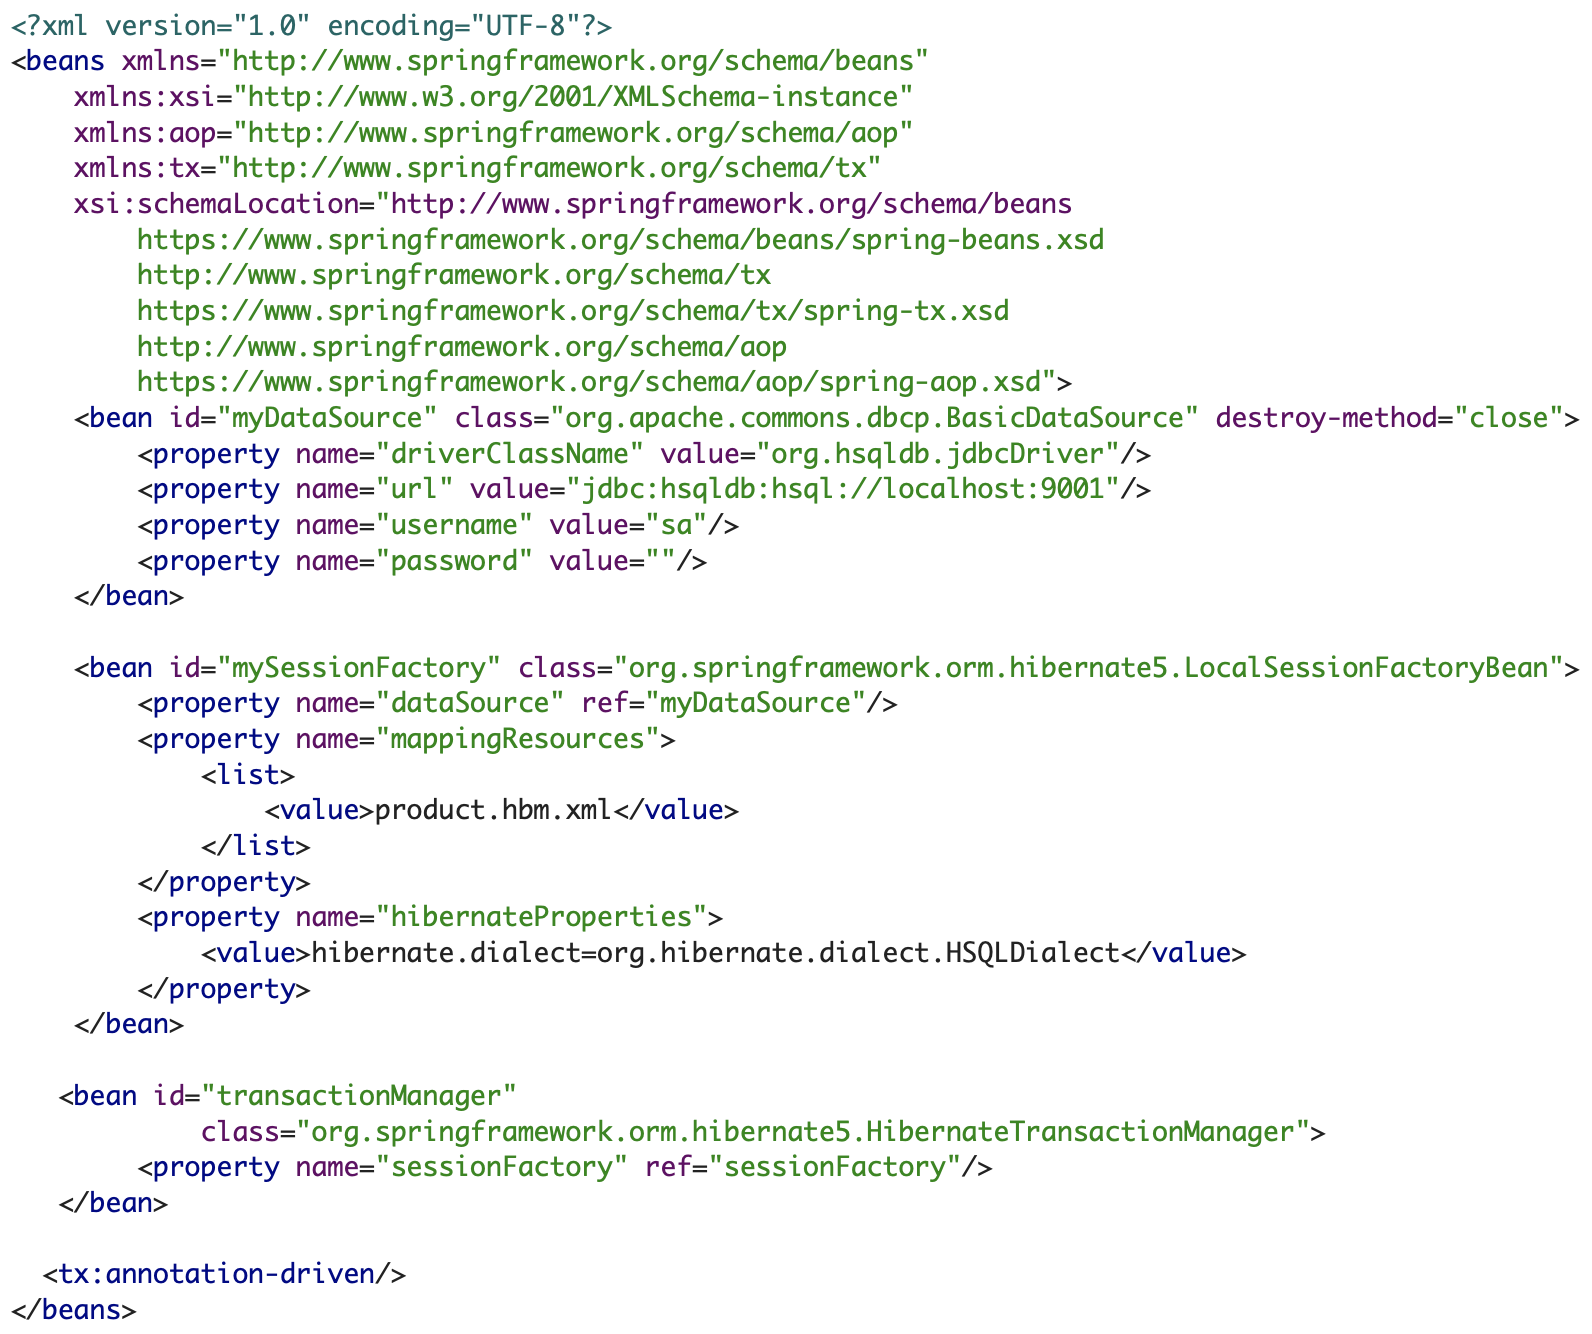 <?xml version="1.0" encoding="UTF-8"?>
<beans xmlns="http://www.springframework.org/schema/beans"
    xmlns:xsi="http://www.w3.org/2001/XMLSchema-instance"
    xmlns:aop="http://www.springframework.org/schema/aop"
    xmlns:tx="http://www.springframework.org/schema/tx"
    xsi:schemaLocation="http://www.springframework.org/schema/beans
        https://www.springframework.org/schema/beans/spring-beans.xsd
        http://www.springframework.org/schema/tx
        https://www.springframework.org/schema/tx/spring-tx.xsd
        http://www.springframework.org/schema/aop
        https://www.springframework.org/schema/aop/spring-aop.xsd">
    <bean id="myDataSource" class="org.apache.commons.dbcp.BasicDataSource" destroy-method="close">
        <property name="driverClassName" value="org.hsqldb.jdbcDriver"/>
        <property name="url" value="jdbc:hsqldb:hsql://localhost:9001"/>
        <property name="username" value="sa"/>
        <property name="password" value=""/>
    </bean>

    <bean id="mySessionFactory" class="org.springframework.orm.hibernate5.LocalSessionFactoryBean">
        <property name="dataSource" ref="myDataSource"/>
        <property name="mappingResources">
            <list>
                <value>product.hbm.xml</value>
            </list>
        </property>
        <property name="hibernateProperties">
            <value>hibernate.dialect=org.hibernate.dialect.HSQLDialect</value>
        </property>
    </bean>

   <bean id="transactionManager"
            class="org.springframework.orm.hibernate5.HibernateTransactionManager">
        <property name="sessionFactory" ref="sessionFactory"/>
   </bean>

  <tx:annotation-driven/>
</beans>